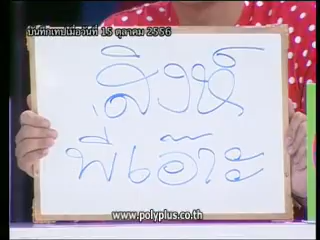 บันทึกเทปเมื่อวันที่ 15 ตุลาคม 2556
สิงห์
พี่เอ๊าะ
www.polyplus.co.th